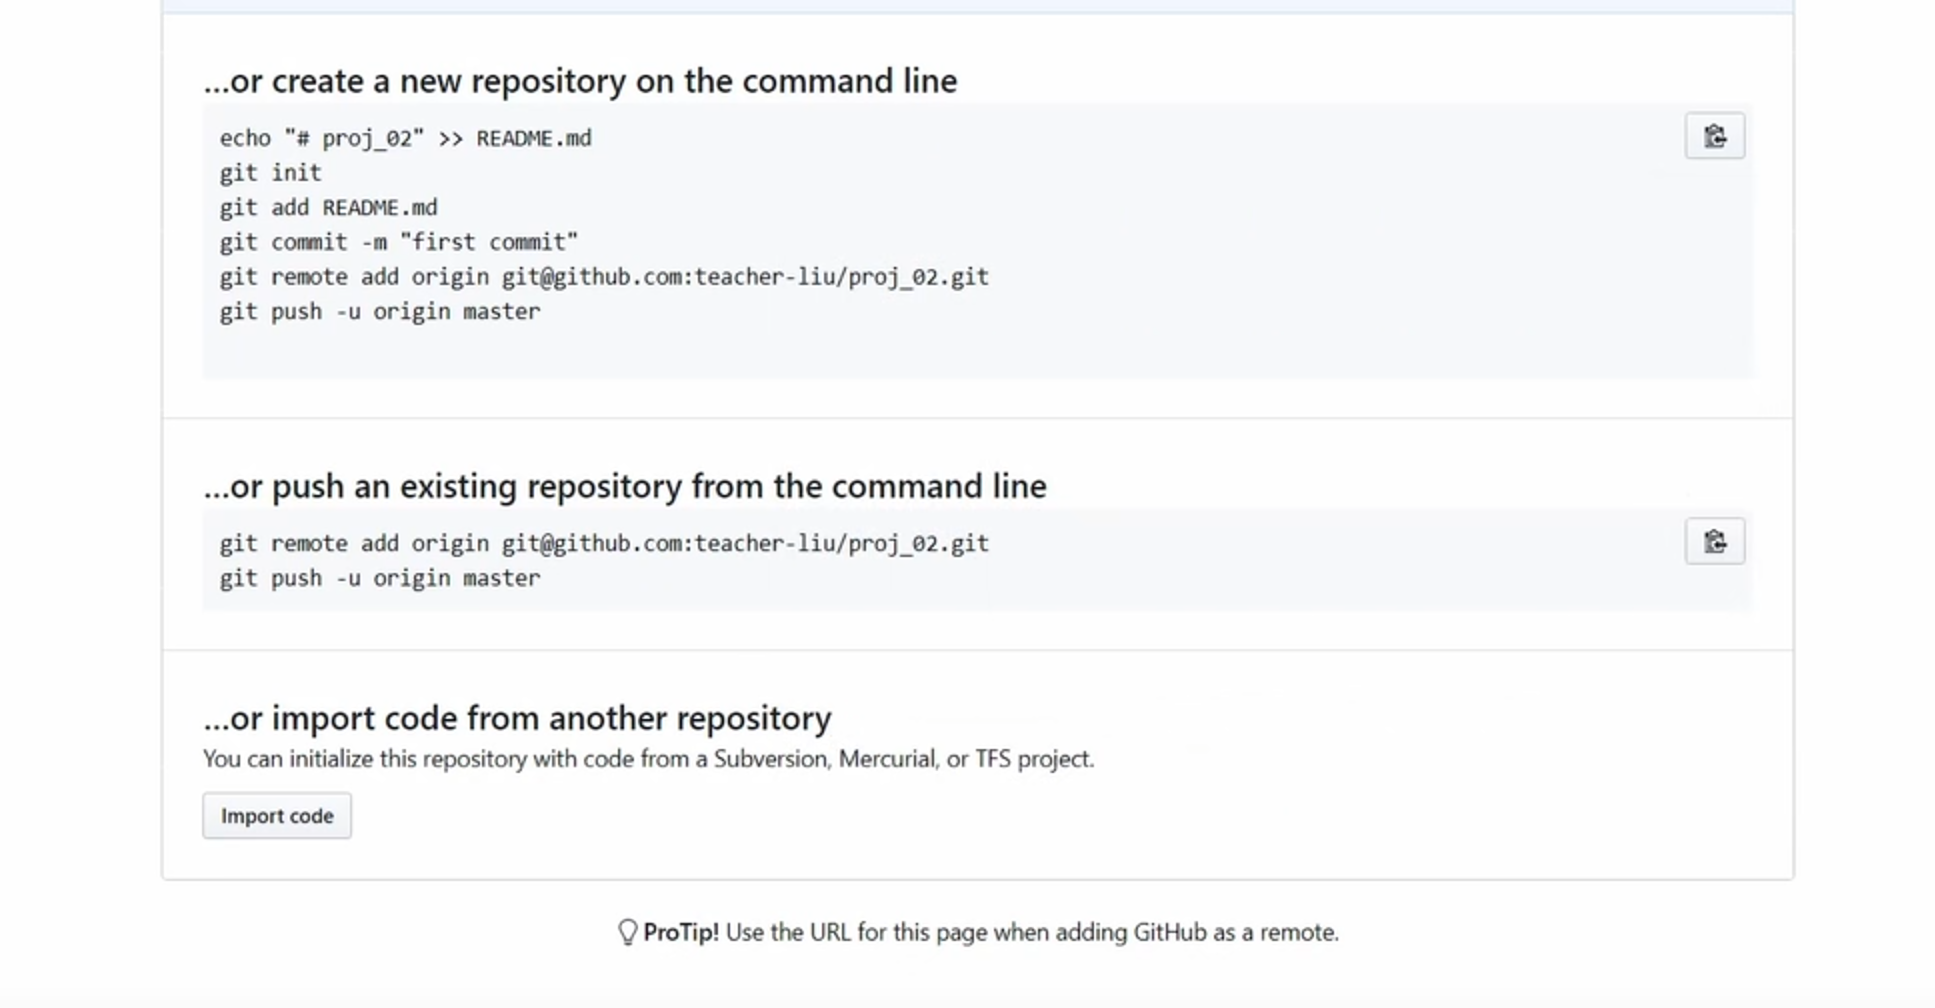 ...or create a new repository on the command line
echo "# proj_02" >> README.md
git init
git add README.md
git commit -m "first commit"
git remote add origin git@github.com:teacher-liu/proj_02.git
git push -u origin master
...or push an existing repository from the command line
git remote add origin git@github.com:teacher-liu/proj_02.git
git push -u origin master
...or import code from another repository
You can initialize this repository with code from a Subversion, Mercurial, or TFS project.
Import code
ProTip! Use the URL for this page when adding GitHub as a remote.